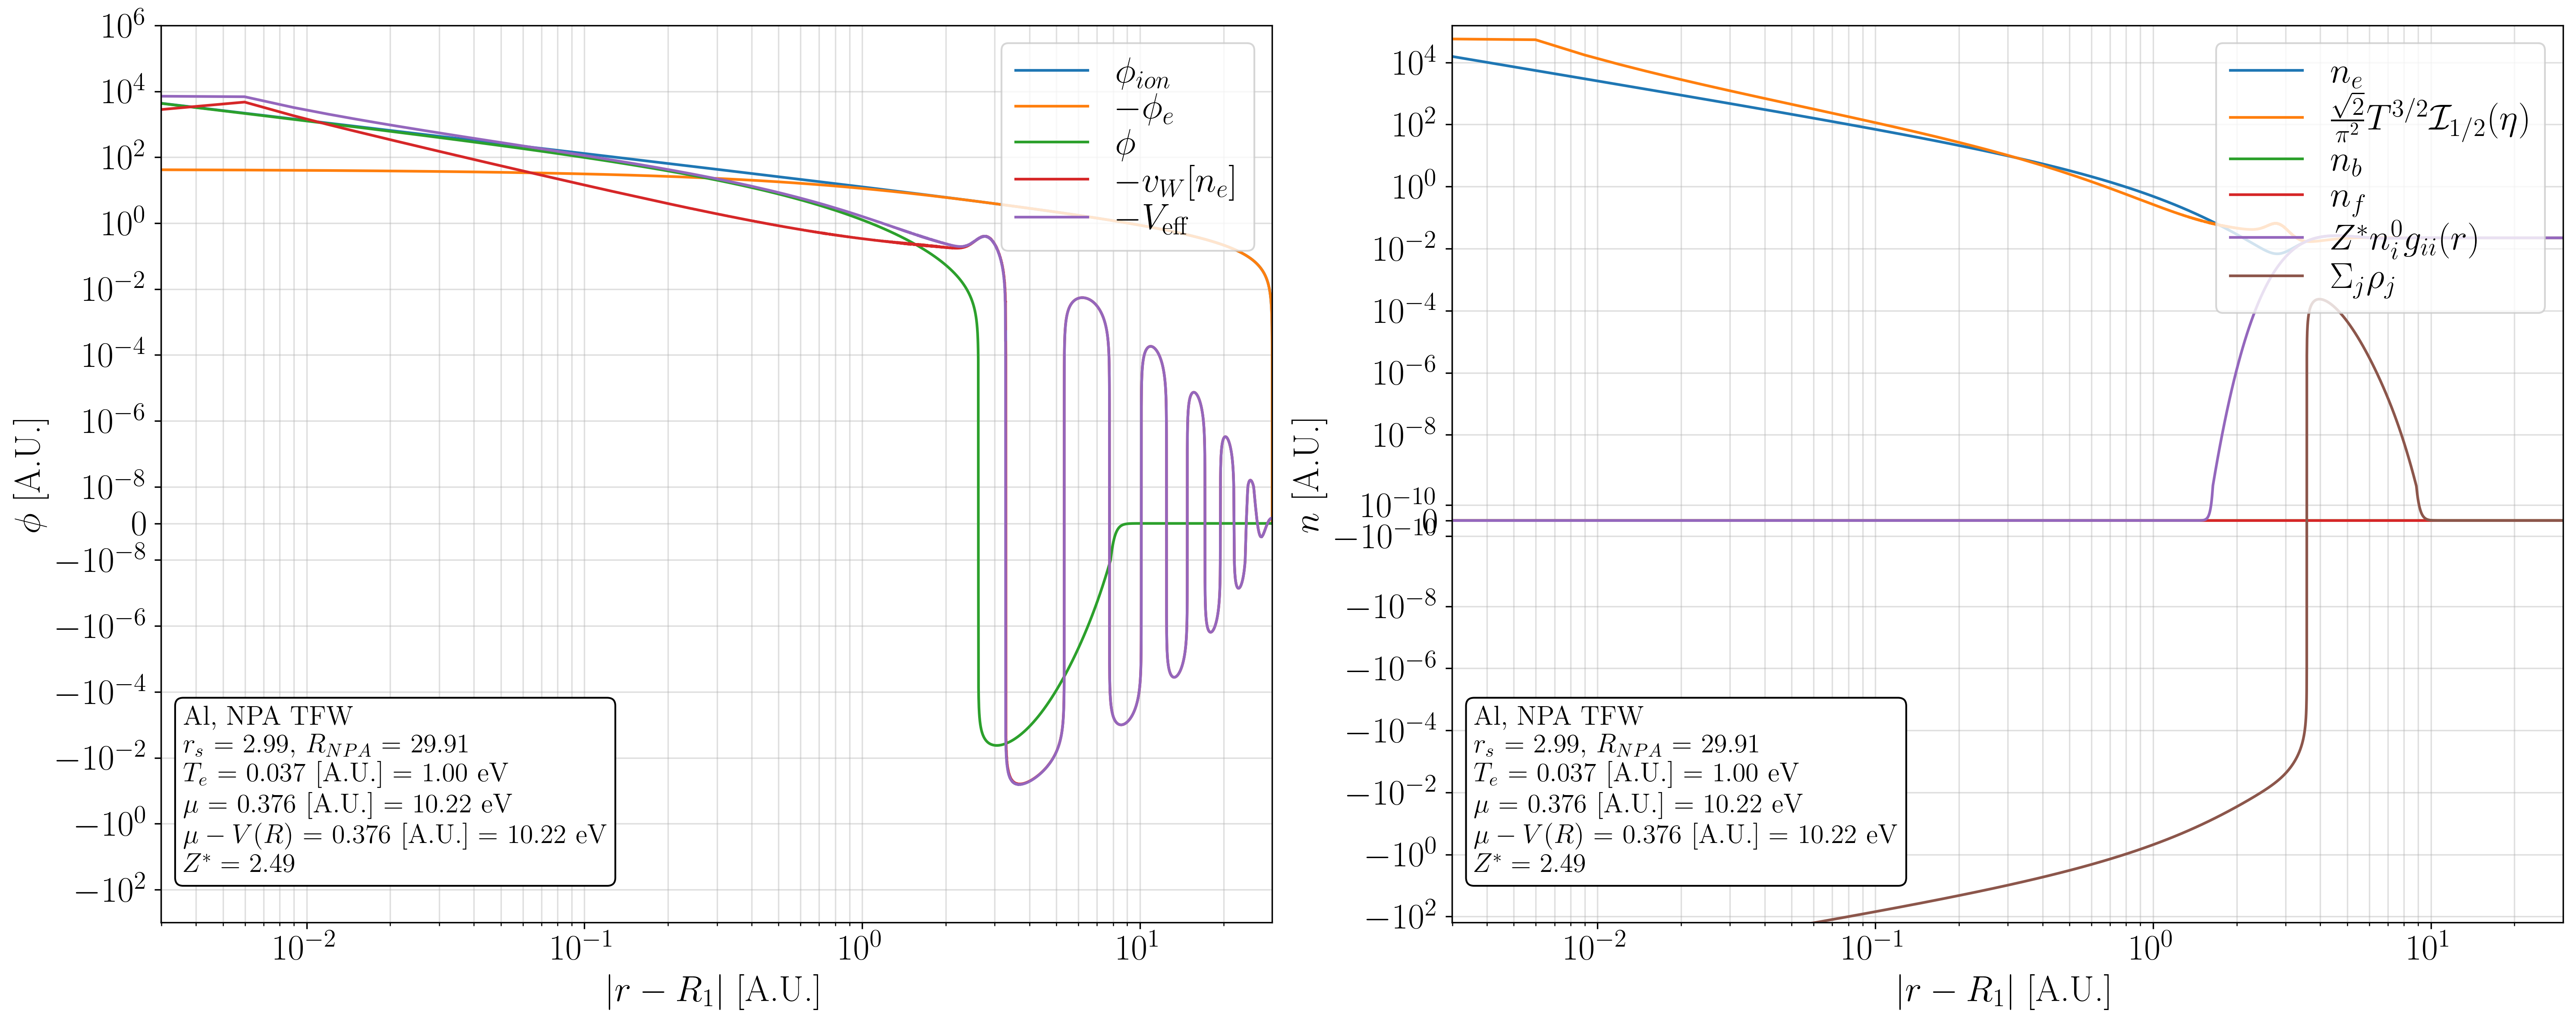 10^6
10^4
10^2
10^0
10^−2
10^−4
10^−6
10^−8
0
−10^−8
−10^−6
−10^−4
−10^−2
−10^0
−10^2
ϕ [A.U.]
ϕ_ion
−ϕ_e
ϕ
−v_W[n_e]
−V_eff
Al, NPA TFW
r_s = 2.99, R_NPA = 29.91
T_e = 0.037 [A.U.] = 1.00 eV
μ = 0.376 [A.U.] = 10.22 eV
μ − V(R) = 0.376 [A.U.] = 10.22 eV
Z* = 2.49
10^−2 10^−1 10^0 10^1
|r − R_1| [A.U.]
10^4
10^2
10^0
10^−2
10^−4
10^−6
10^−8
10^−10
0
−10^−10
−10^−8
−10^−6
−10^−4
−10^−2
−10^0
−10^2
n [A.U.]
n_e
√2/π^2 T^3/2 I_1/2(η)
n_b
n_f
Z* n_i^0 g_ii(r)
Σ_j ρ_j
Al, NPA TFW
r_s = 2.99, R_NPA = 29.91
T_e = 0.037 [A.U.] = 1.00 eV
μ = 0.376 [A.U.] = 10.22 eV
μ − V(R) = 0.376 [A.U.] = 10.22 eV
Z* = 2.49
10^−2 10^−1 10^0 10^1
|r − R_1| [A.U.]